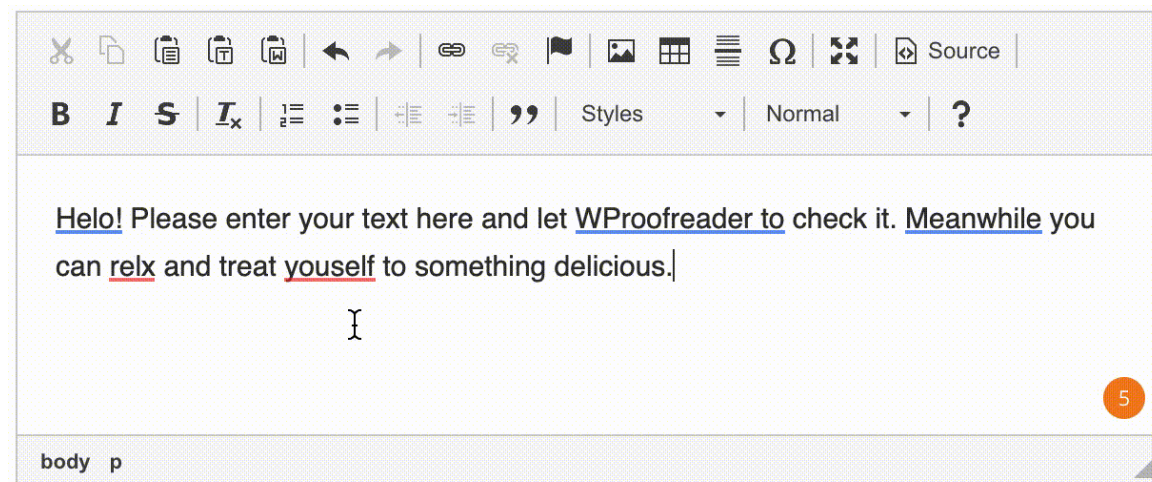 Source
B I S Ix Styles Normal ?
Helo! Please enter your text here and let WProofreader to check it. Meanwhile you
can relx and treat youself to something delicious.
5
body p